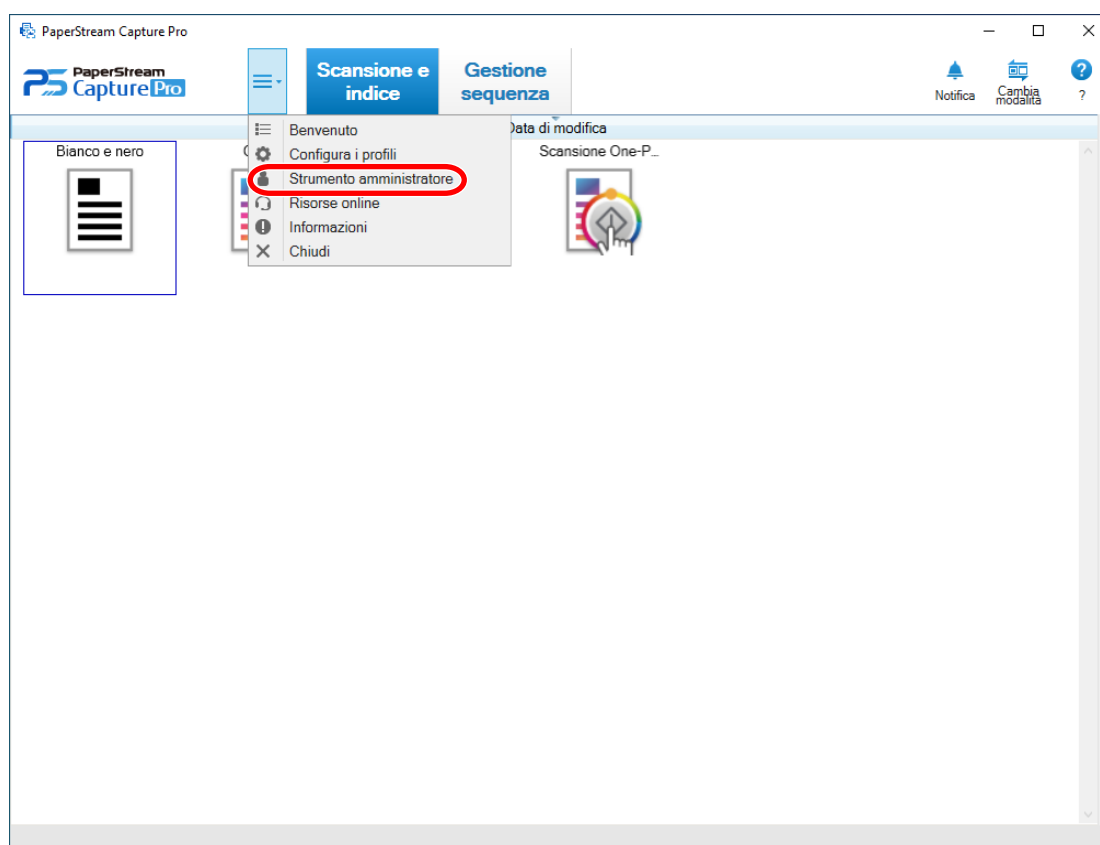 PaperStream Capture Pro
PaperStream
Capture Pro
Scansione e
indice
Gestione
sequenza
Notifica
Cambia
modalità
?
Data di modifica
Bianco e nero
Scansione One-P...
Benvenuto
Configura i profili
Strumento amministratore
Risorse online
Informazioni
Chiudi